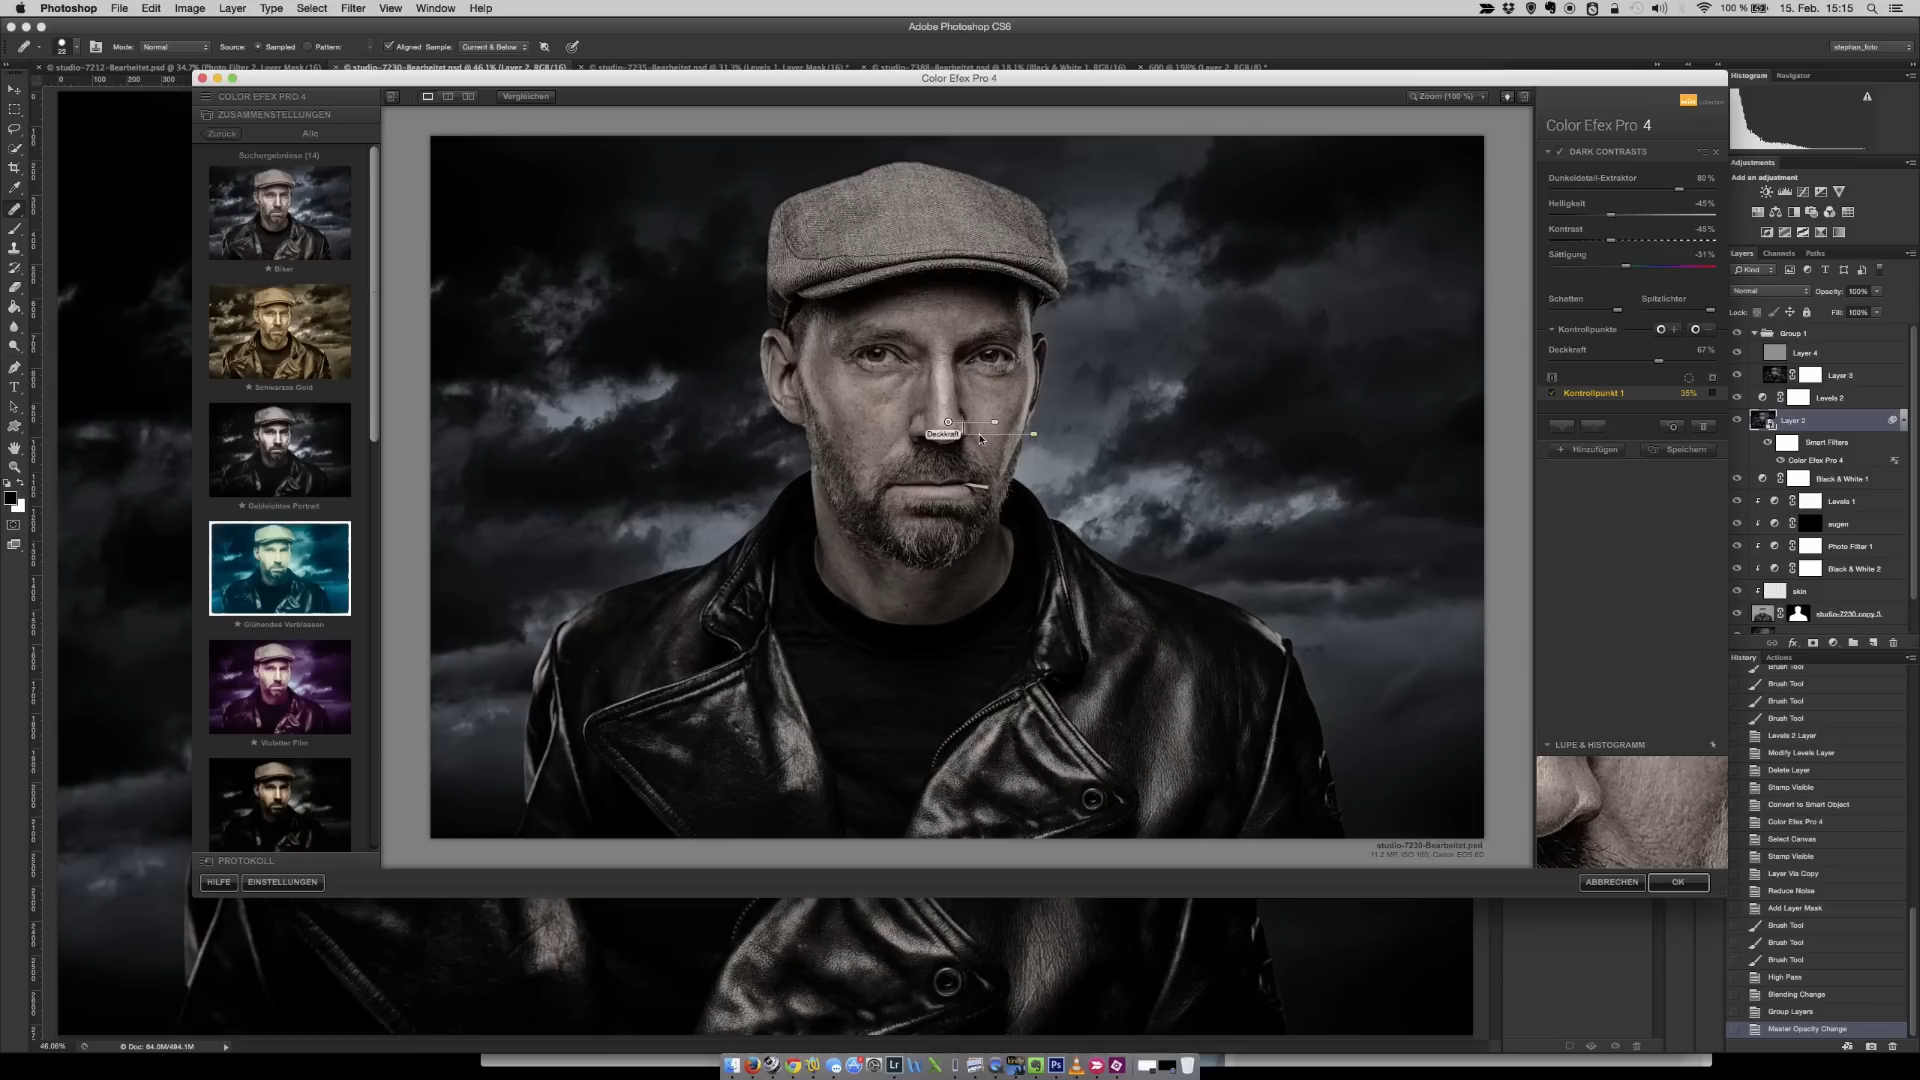 Photoshop File Edit Image Layer Type Select Filter View Window Help
100 % 15. Feb. 15:15
Adobe Photoshop CS6
22 Mode: Normal Source: Sampled Pattern: Aligned Sample: Current & Below
stephan_foto
studio-7212-Bearbeitet.psd @ 34.7% (Photo Filter 2, Layer Mask/16)
studio-7230-Bearbeitet.psd @ 46.1% (Layer 2, RGB/16)
studio-7235-Bearbeitet.psd @ 31.3% (Levels 1, Layer Mask/16) *
studio-7388-Bearbeitet.psd @ 18.1% (Black & White 1, RGB/16)
600 @ 198% (Layer 2, RGB/8) *
Color Efex Pro 4
COLOR EFEX PRO 4
Vergleichen
Zoom (100 %)
ZUSAMMENSTELLUNGEN
Zurück Alle
Suchergebnisse (14)
Biker
Schwarzes Gold
Gebleichtes Portrait
Glühendes Verblassen
Violetter Film
PROTOKOLL
HILFE EINSTELLUNGEN
Deckkraft
studio-7230-Bearbeitet.psd
11.2 MP, ISO 160, Canon EOS 6D
ABBRECHEN OK
Collection
Color Efex Pro 4
DARK CONTRASTS
Dunkeldetail-Extraktor 80 %
Helligkeit -45%
Kontrast -45%
Sättigung -31%
Schatten Spitzlichter
Kontrollpunkte
Deckkraft 67 %
Kontrollpunkt 1 35%
Hinzufügen Speichern
LUPE & HISTOGRAMM
Histogram Navigator
Adjustments
Add an adjustment
Layers Channels Paths
Kind
Normal Opacity: 100%
Lock: Fill: 100%
Group 1
Layer 4
Layer 3
Levels 2
Layer 2
Smart Filters
Color Efex Pro 4
Black & White 1
Levels 1
augen
Photo Filter 1
Black & White 2
skin
studio-7230 copy 3
History Actions
Brush Tool
Brush Tool
Brush Tool
Brush Tool
Levels 2 Layer
Modify Levels Layer
Delete Layer
Stamp Visible
Convert to Smart Object
Color Efex Pro 4
Select Canvas
Stamp Visible
Layer Via Copy
Reduce Noise
Add Layer Mask
Brush Tool
Brush Tool
Brush Tool
High Pass
Blending Change
Group Layers
Master Opacity Change
46.06% Doc: 64.0M/494.1M